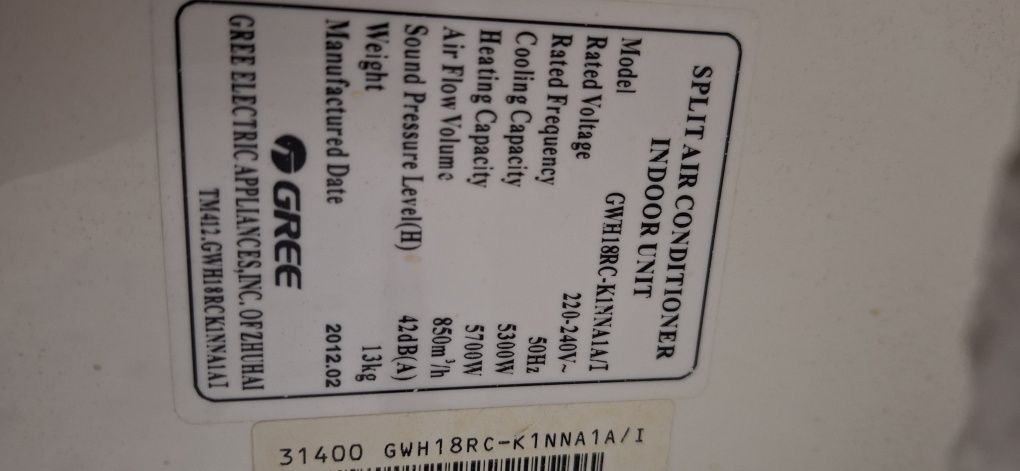 SPLIT AIR CONDITIONER
INDOOR UNIT
Model GWH18RC-K1NNA1A/I
Rated Voltage 220-240V~
Rated Frequency 50Hz
Cooling Capacity 5300W
Heating Capacity 5700W
Air Flow Volume 850m³/h
Sound Pressure Level(H) 42dB(A)
Weight 13kg
Manufactured Date 2012.02
GREE
GREE ELECTRIC APPLIANCES,INC. OF ZHUHAI
TM412.GWH18RCK1NNA1AI
31400 GWH18RC-K1NNA1A/I